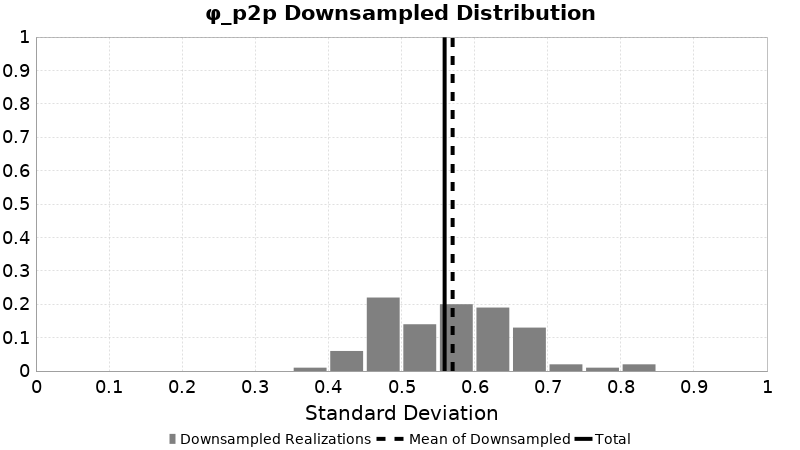 φ_p2p Downsampled Distribution
1
0.9
0.8
0.7
0.6
0.5
0.4
0.3
0.2
0.1
0
0 0.1 0.2 0.3 0.4 0.5 0.6 0.7 0.8 0.9 1
Standard Deviation
Downsampled Realizations Mean of Downsampled Total